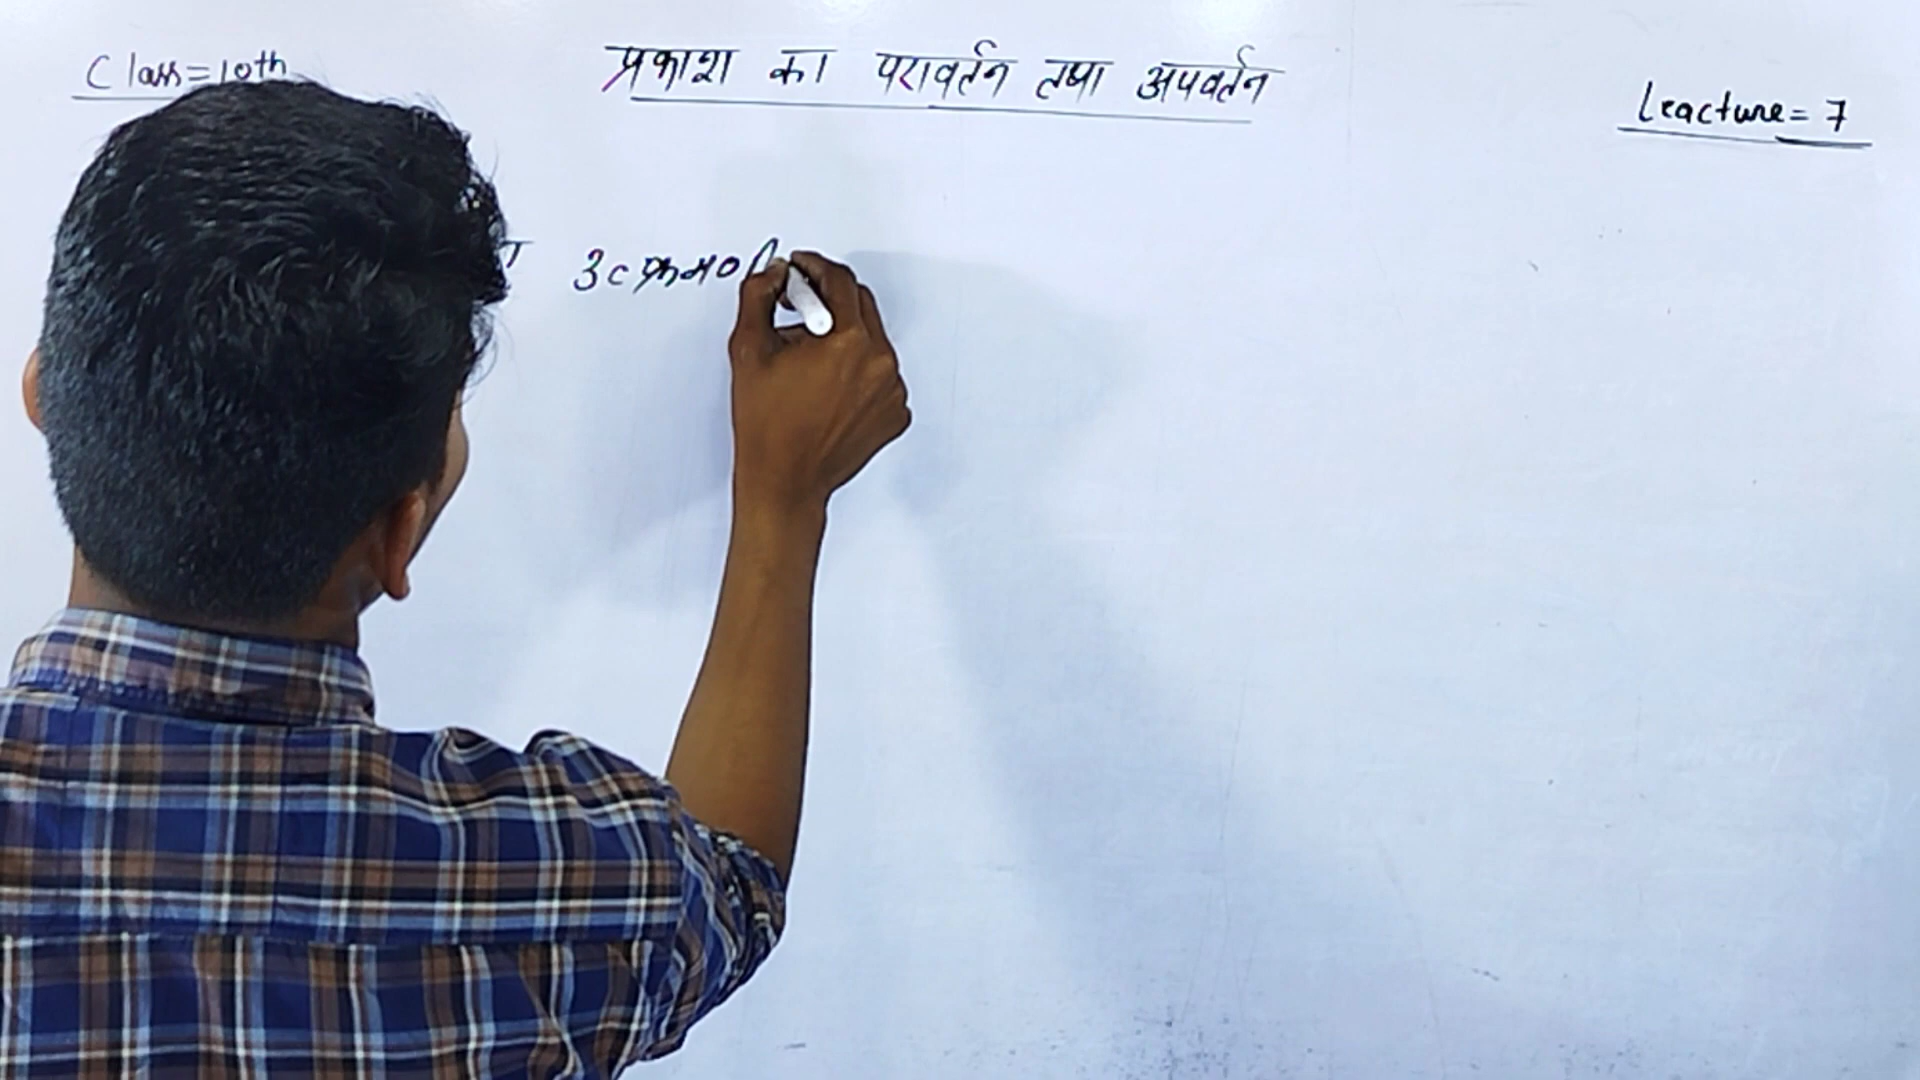 Class=10th
प्रकाश का परावर्तन तथा अपवर्तन
Leacture=7